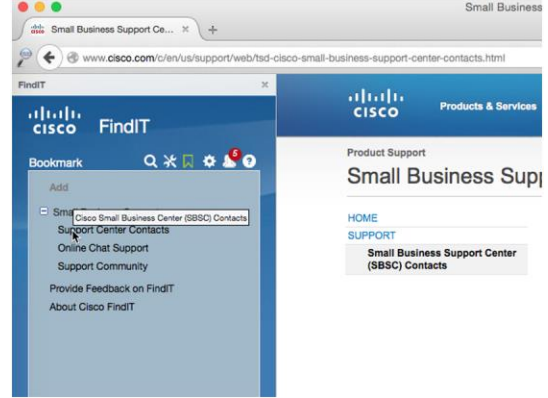 Small Business
Small Business Support Ce... × +
www.cisco.com/c/en/us/support/web/tsd-cisco-small-business-support-center-contacts.html
FindIT ×
CISCO FindIT
CISCO Products & Services
Bookmark 5 ?
Product Support
Small Business Supp
Add
Cisco Small Business Center (SBSC) Contacts
Support Center Contacts
Online Chat Support
Support Community
Provide Feedback on FindIT
About Cisco FindIT
HOME
SUPPORT
Small Business Support Center
(SBSC) Contacts